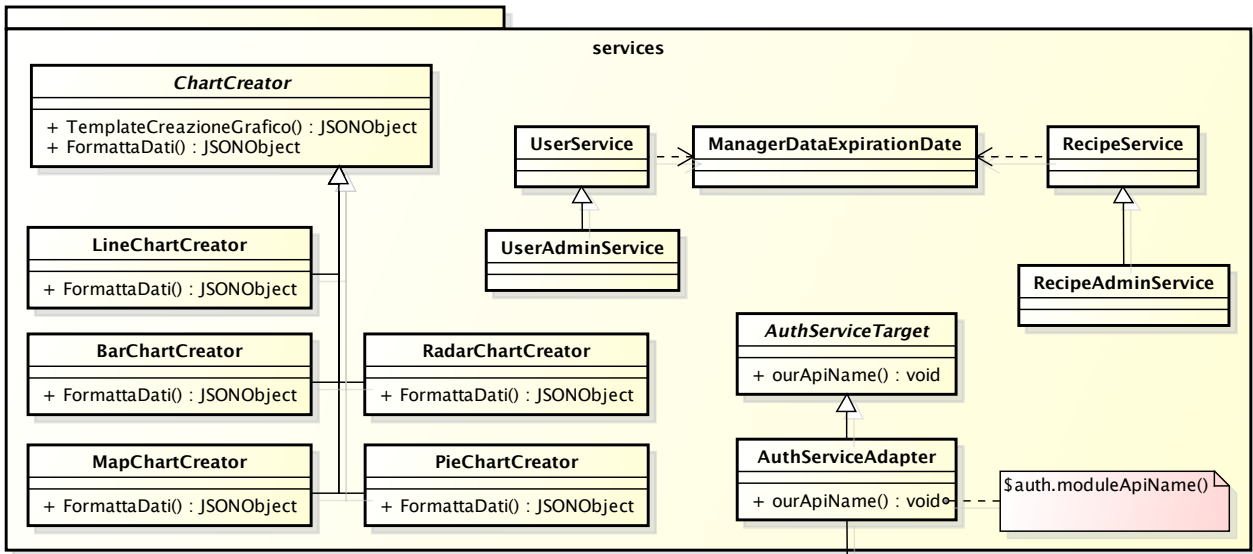 services
ChartCreator
+ TemplateCreazioneGrafico() : JSONObject
+ FormattaDati() : JSONObject
UserService
ManagerDataExpirationDate
RecipeService
LineChartCreator
+ FormattaDati() : JSONObject
UserAdminService
RecipeAdminService
BarChartCreator
+ FormattaDati() : JSONObject
RadarChartCreator
+ FormattaDati() : JSONObject
AuthServiceTarget
+ ourApiName() : void
MapChartCreator
+ FormattaDati() : JSONObject
PieChartCreator
+ FormattaDati() : JSONObject
AuthServiceAdapter
+ ourApiName() : void
$auth.moduleApiName()